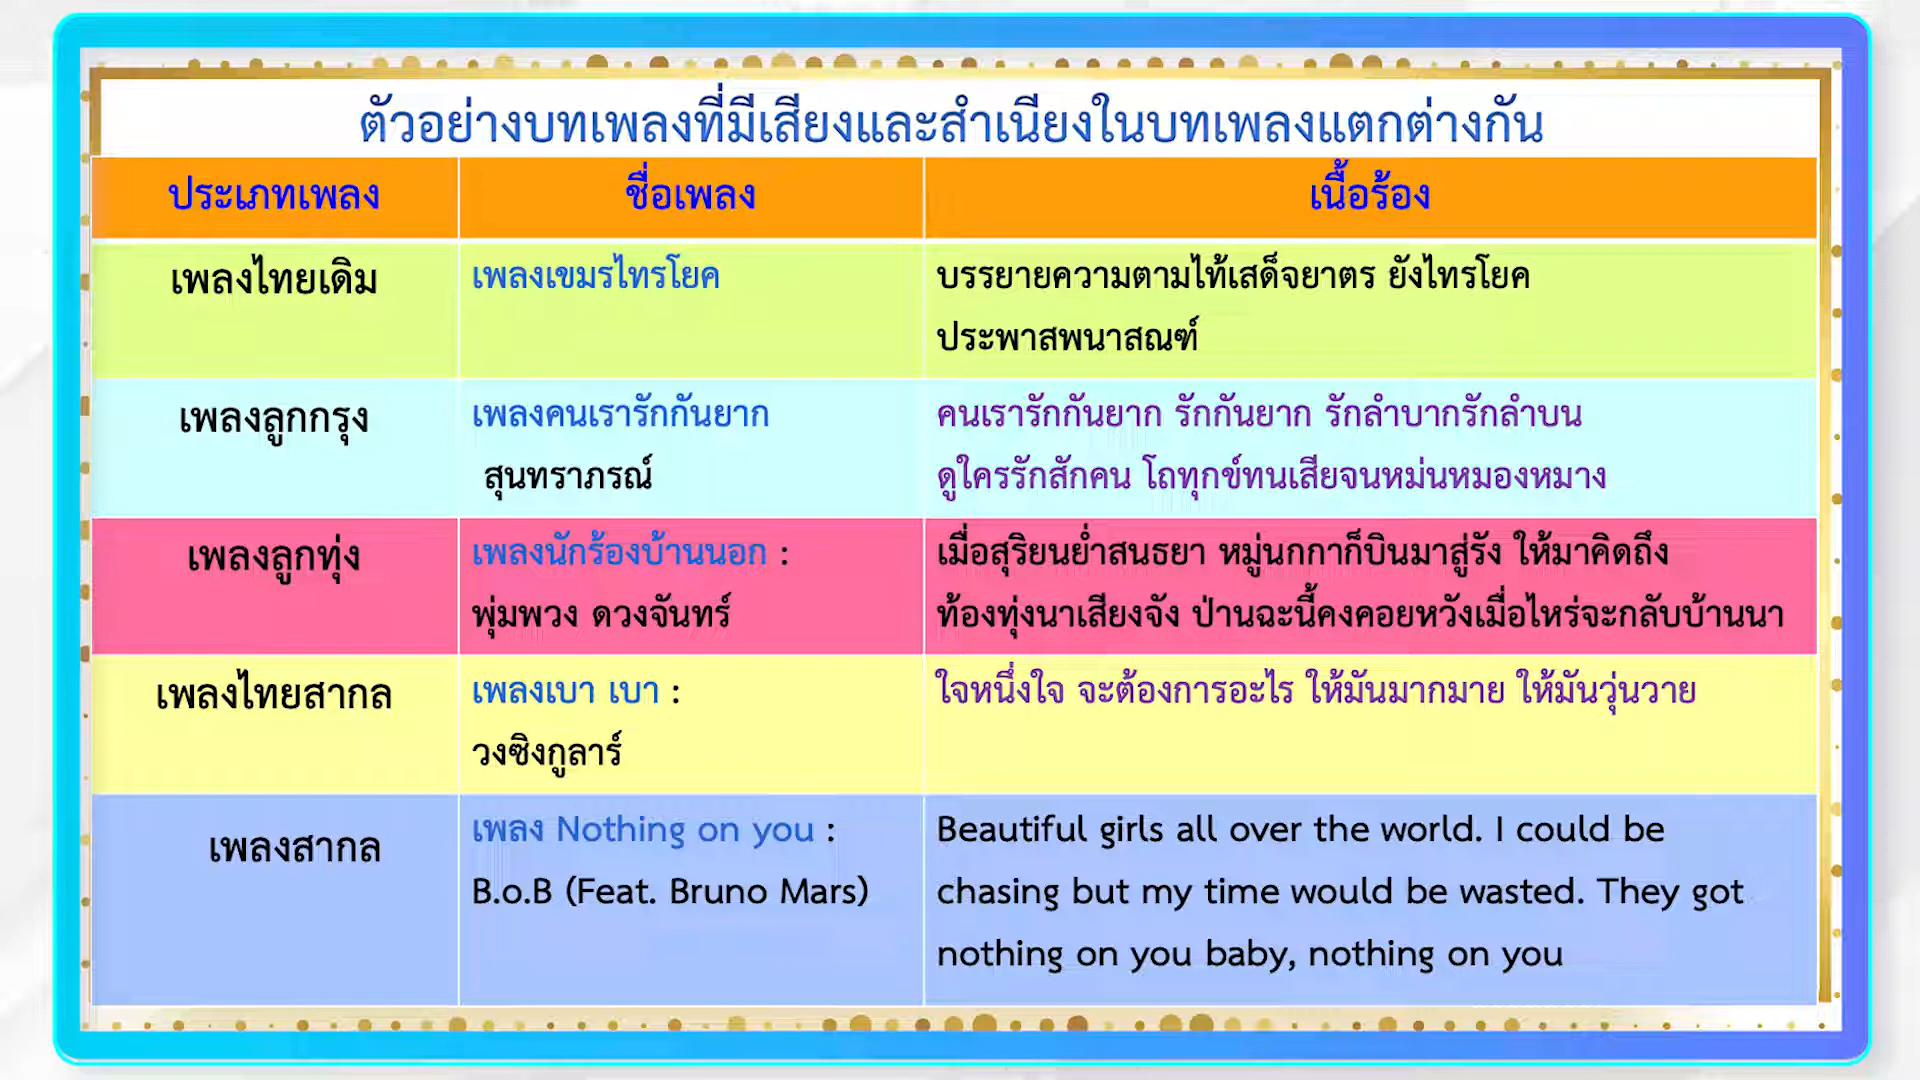 ตัวอย่างบทเพลงที่มีเสียงและสำเนียงในบทเพลงแตกต่างกัน
ประเภทเพลง ชื่อเพลง เนื้อร้อง
เพลงไทยเดิม เพลงเขมรไทรโยค บรรยายความตามไท้เสด็จยาตร ยังไทรโยค
ประพาสพนาสณฑ์
เพลงลูกกรุง เพลงคนเรารักกันยาก คนเรารักกันยาก รักกันยาก รักลำบากรักลำบน
สุนทราภรณ์ ดูใครรักสักคน โถทุกข์ทนเสียจนหม่นหมองหมาง
เพลงลูกทุ่ง เพลงนักร้องบ้านนอก : เมื่อสุริยนย่ำสนธยา หมู่นกกาก็บินมาสู่รัง ให้มาคิดถึง
พุ่มพวง ดวงจันทร์ ท้องทุ่งนาเสียงจัง ป่านฉะนี้คงคอยหวังเมื่อไหร่จะกลับบ้านนา
เพลงไทยสากล เพลงเบา เบา : ใจหนึ่งใจ จะต้องการอะไร ให้มันมากมาย ให้มันวุ่นวาย
วงซิงกูลาร์
เพลงสากล เพลง Nothing on you : Beautiful girls all over the world. I could be
B.o.B (Feat. Bruno Mars) chasing but my time would be wasted. They got
nothing on you baby, nothing on you